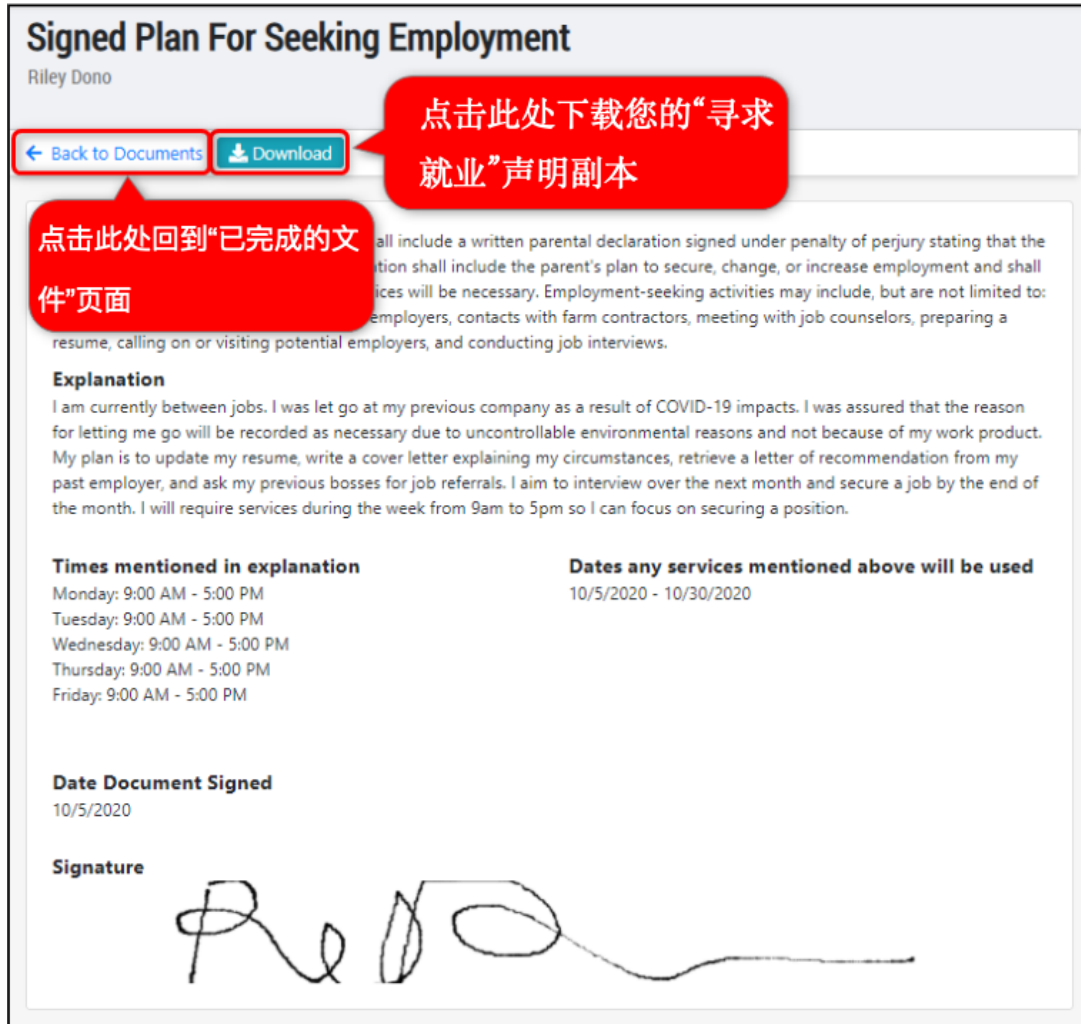 Signed Plan For Seeking Employment
Riley Dono
点击此处下载您的“寻求
就业”声明副本
← Back to Documents
Download
点击此处回到“已完成的文
件”页面
all include a written parental declaration signed under penalty of perjury stating that the
tion shall include the parent's plan to secure, change, or increase employment and shall
ices will be necessary. Employment-seeking activities may include, but are not limited to:
employers, contacts with farm contractors, meeting with job counselors, preparing a
resume, calling on or visiting potential employers, and conducting job interviews.
Explanation
I am currently between jobs. I was let go at my previous company as a result of COVID-19 impacts. I was assured that the reason
for letting me go will be recorded as necessary due to uncontrollable environmental reasons and not because of my work product.
My plan is to update my resume, write a cover letter explaining my circumstances, retrieve a letter of recommendation from my
past employer, and ask my previous bosses for job referrals. I aim to interview over the next month and secure a job by the end of
the month. I will require services during the week from 9am to 5pm so I can focus on securing a position.
Times mentioned in explanation
Monday: 9:00 AM - 5:00 PM
Tuesday: 9:00 AM - 5:00 PM
Wednesday: 9:00 AM - 5:00 PM
Thursday: 9:00 AM - 5:00 PM
Friday: 9:00 AM - 5:00 PM
Dates any services mentioned above will be used
10/5/2020 - 10/30/2020
Date Document Signed
10/5/2020
Signature